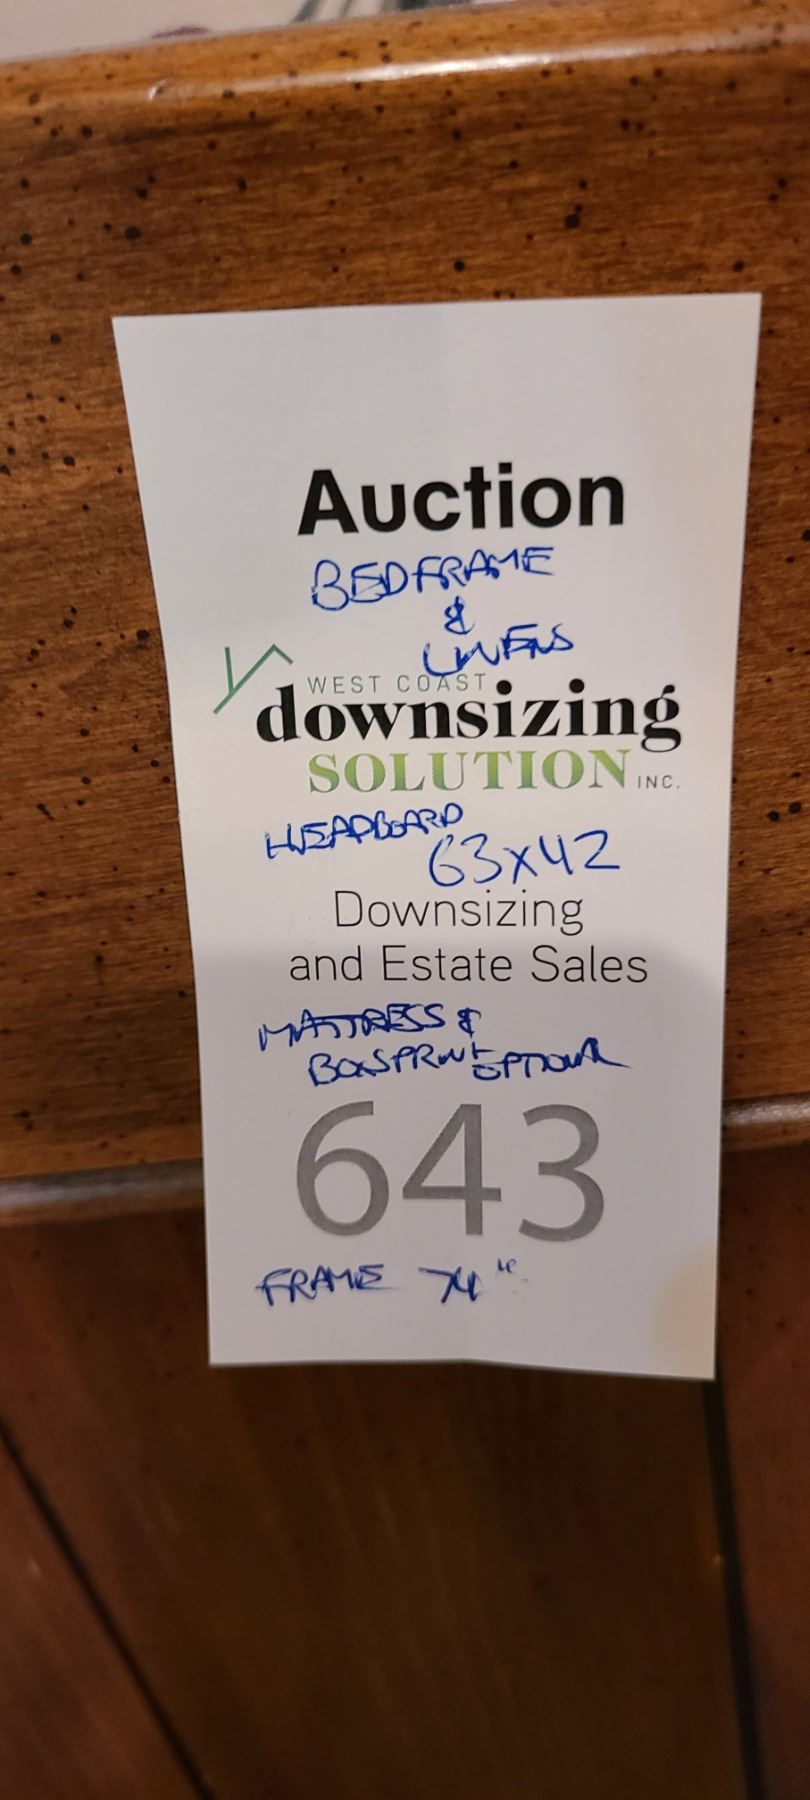 Auction
BEDFRAME
&
LINENS
WEST COAST
downsizing
SOLUTION INC.
HEADBOARD
63x42
Downsizing
and Estate Sales
MATTRESS &
BOXSPRING OPTIONAL
643
FRAME 74"